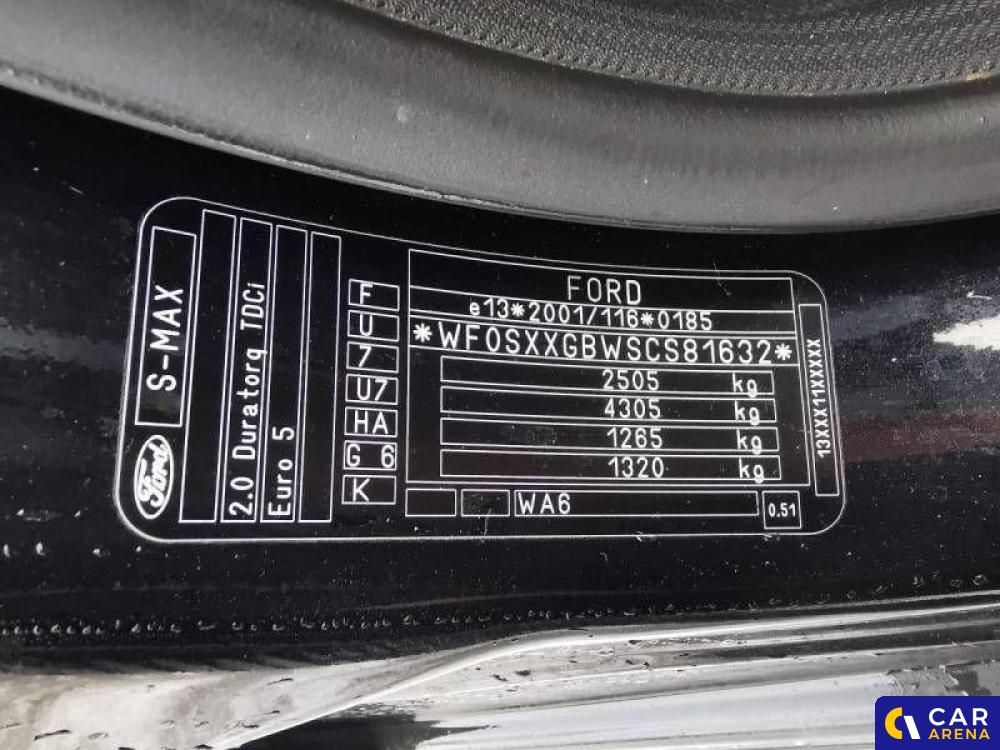 S-MAX
Ford
2.0 Duratorq TDCi
Euro 5
F
U
7
U7
HA
G 6
K
FORD
e13*2001/116*0185
*WF0SXXGBWSCS81632*
2505 kg
4305 kg
1265 kg
1320 kg
WA6
0.51
13XXX11XXXXX
CAR
ARENA